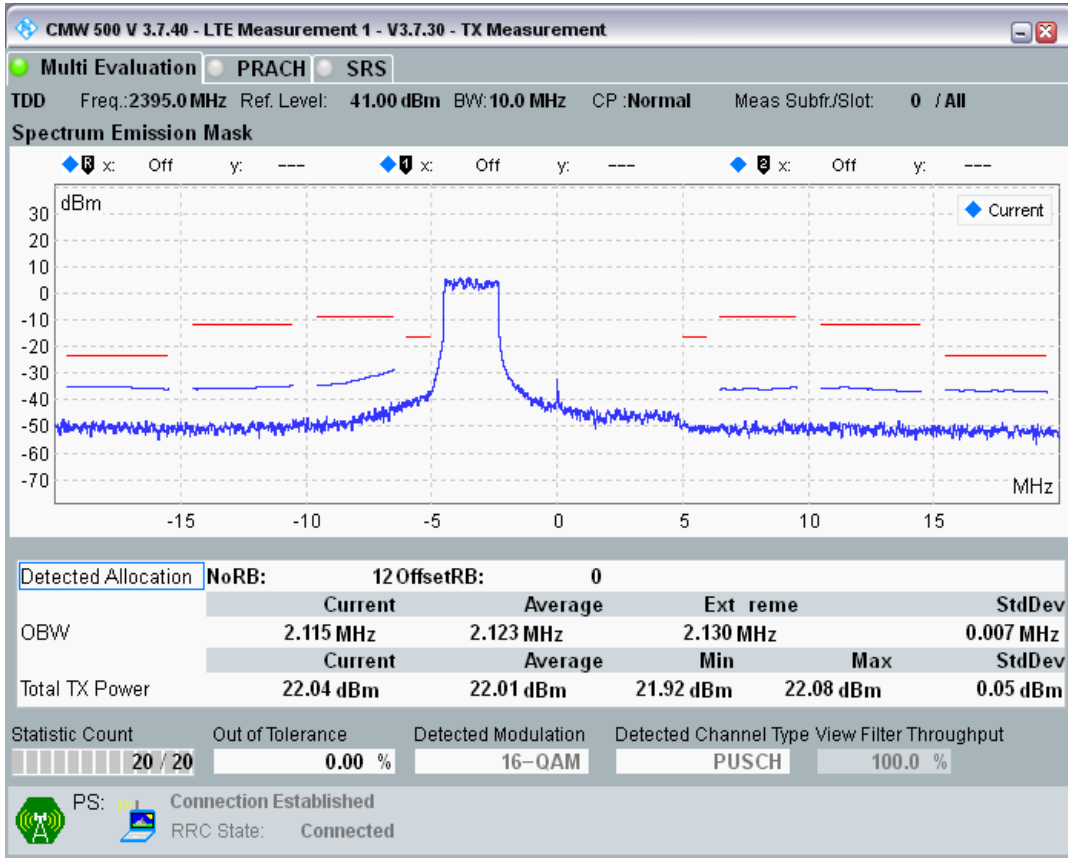 CMW 500 V 3.7.40 - LTE Measurement 1 - V3.7.30 - TX Measurement
Multi Evaluation PRACH SRS
TDD Freq.:2395.0 MHz Ref. Level: 41.00 dBm BW: 10.0 MHz CP :Normal Meas Subfr./Slot: 0 / All
Spectrum Emission Mask
R x: Off y: --- 1 x: Off y: --- 2 x: Off y: ---
dBm
Current
30
20
10
0
-10
-20
-30
-40
-50
-60
-70
MHz
-15 -10 -5 0 5 10 15
Detected Allocation NoRB: 12 OffsetRB: 0
Current Average Ext reme StdDev
OBW 2.115 MHz 2.123 MHz 2.130 MHz 0.007 MHz
Current Average Min Max StdDev
Total TX Power 22.04 dBm 22.01 dBm 21.92 dBm 22.08 dBm 0.05 dBm
Statistic Count Out of Tolerance Detected Modulation Detected Channel Type View Filter Throughput
20 / 20 0.00 % 16-QAM PUSCH 100.0 %
PS: Connection Established
RRC State: Connected